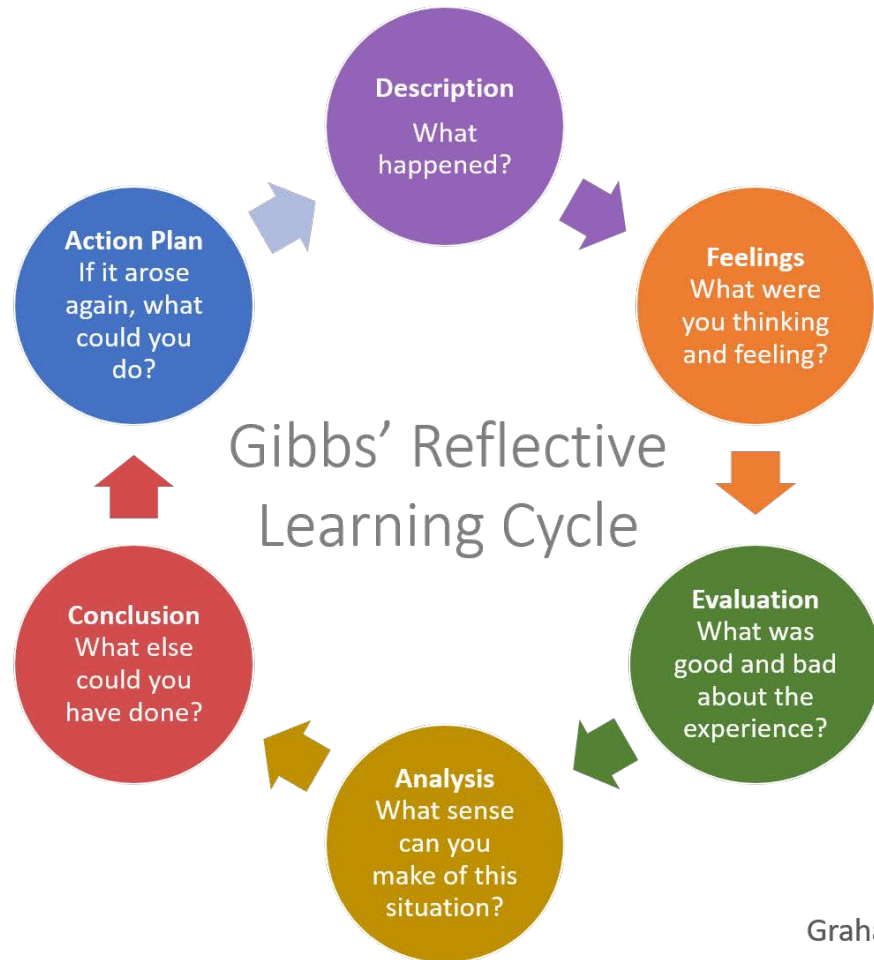 Description
What
happened?
Feelings
What were
you thinking
and feeling?
Evaluation
What was
good and bad
about the
experience?
Analysis
What sense
can you
make of this
situation?
Conclusion
What else
could you
have done?
Action Plan
If it arose
again, what
could you
do?
Gibbs’ Reflective
Learning Cycle